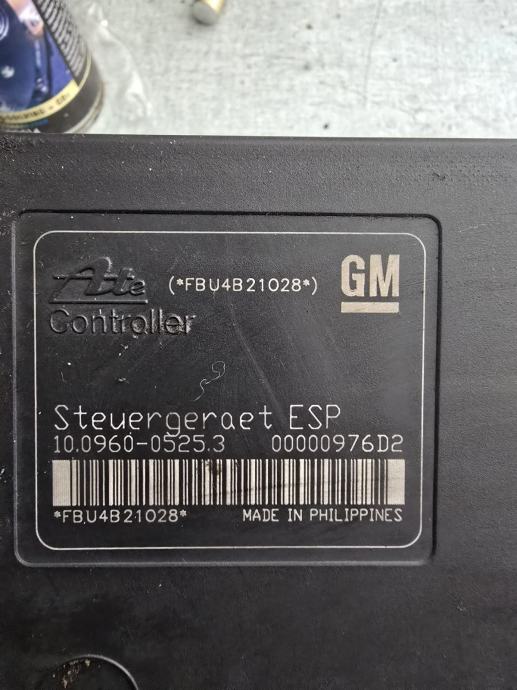 Ate
Controller
(*FBU4B21028*)
GM
Steuergeraet ESP
10.0960-0525.3 00000976D2
*FBU4B21028* MADE IN PHILIPPINES